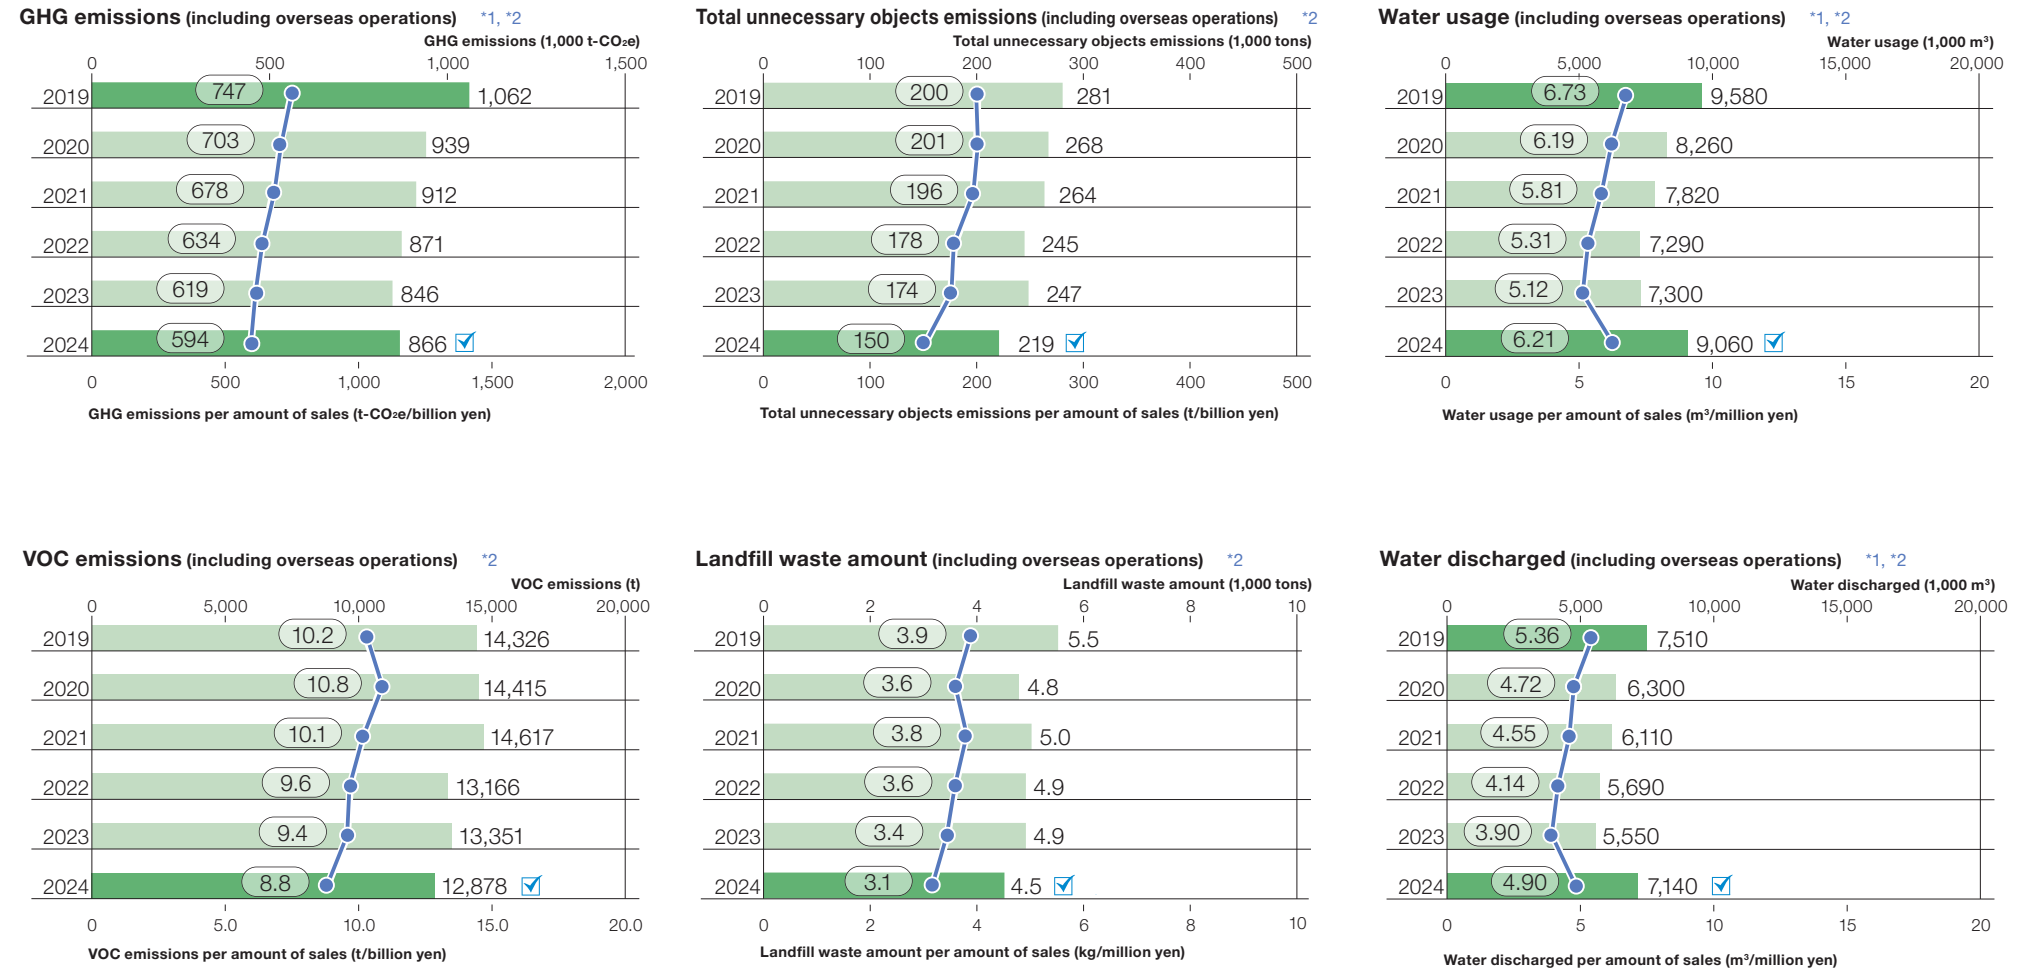 GHG emissions (including overseas operations) *1, *2
GHG emissions (1,000 t-CO₂e)
0 500 1,000 1,500
2019 747 1,062
2020 703 939
2021 678 912
2022 634 871
2023 619 846
2024 594 866
0 500 1,000 1,500 2,000
GHG emissions per amount of sales (t-CO₂e/billion yen)
Total unnecessary objects emissions (including overseas operations) *2
Total unnecessary objects emissions (1,000 tons)
0 100 200 300 400 500
2019 200 281
2020 201 268
2021 196 264
2022 178 245
2023 174 247
2024 150 219
0 100 200 300 400 500
Total unnecessary objects emissions per amount of sales (t/billion yen)
Water usage (including overseas operations) *1, *2
Water usage (1,000 m³)
0 5,000 10,000 15,000 20,000
2019 6.73 9,580
2020 6.19 8,260
2021 5.81 7,820
2022 5.31 7,290
2023 5.12 7,300
2024 6.21 9,060
0 5 10 15 20
Water usage per amount of sales (m³/million yen)
VOC emissions (including overseas operations) *2
VOC emissions (t)
0 5,000 10,000 15,000 20,000
2019 10.2 14,326
2020 10.8 14,415
2021 10.1 14,617
2022 9.6 13,166
2023 9.4 13,351
2024 8.8 12,878
0.0 5.0 10.0 15.0 20.0
VOC emissions per amount of sales (t/billion yen)
Landfill waste amount (including overseas operations) *2
Landfill waste amount (1,000 tons)
0 2 4 6 8 10
2019 3.9 5.5
2020 3.6 4.8
2021 3.8 5.0
2022 3.6 4.9
2023 3.4 4.9
2024 3.1 4.5
0 2 4 6 8 10
Landfill waste amount per amount of sales (kg/million yen)
Water discharged (including overseas operations) *1, *2
Water discharged (1,000 m³)
0 5,000 10,000 15,000 20,000
2019 5.36 7,510
2020 4.72 6,300
2021 4.55 6,110
2022 4.14 5,690
2023 3.90 5,550
2024 4.90 7,140
0 5 10 15 20
Water discharged per amount of sales (m³/million yen)